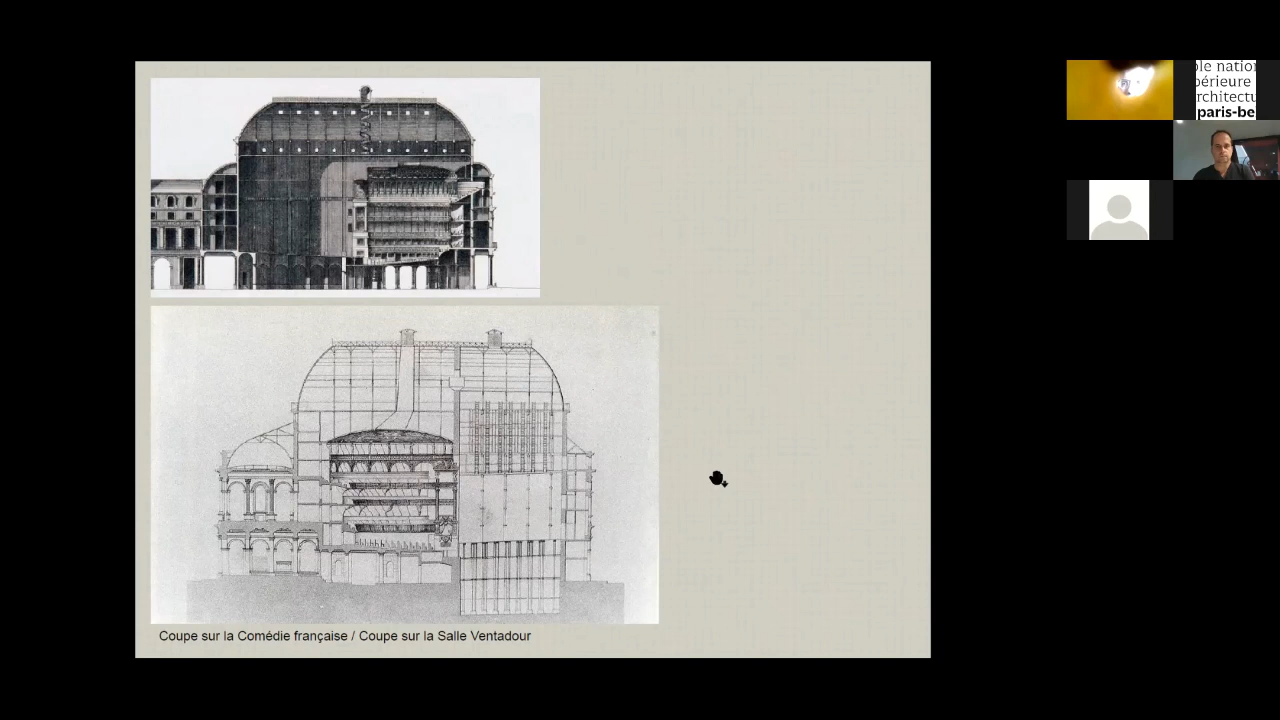 Coupe sur la Comédie française / Coupe sur la Salle Ventadour
ole nation
périeure
rchitectu
paris-be